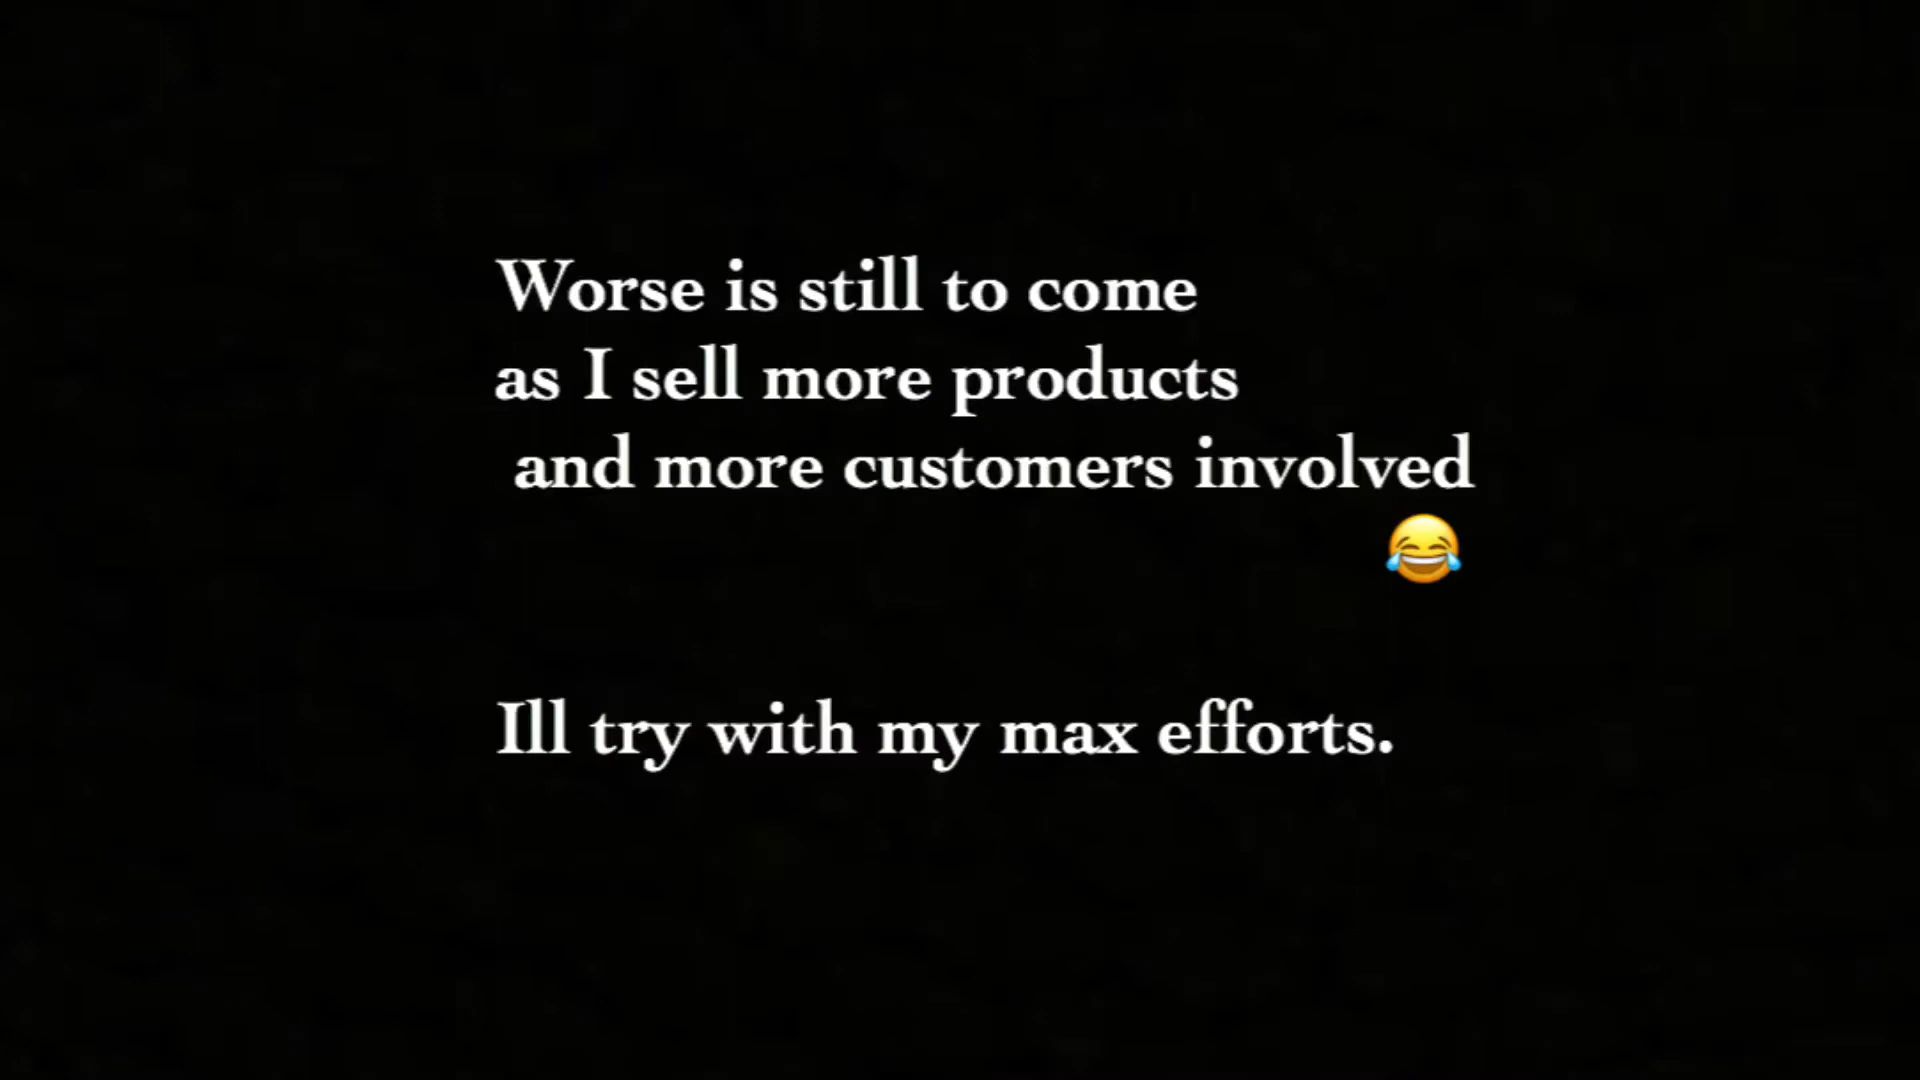 Worse is still to come
as I sell more products
and more customers involved
😂
Ill try with my max efforts.